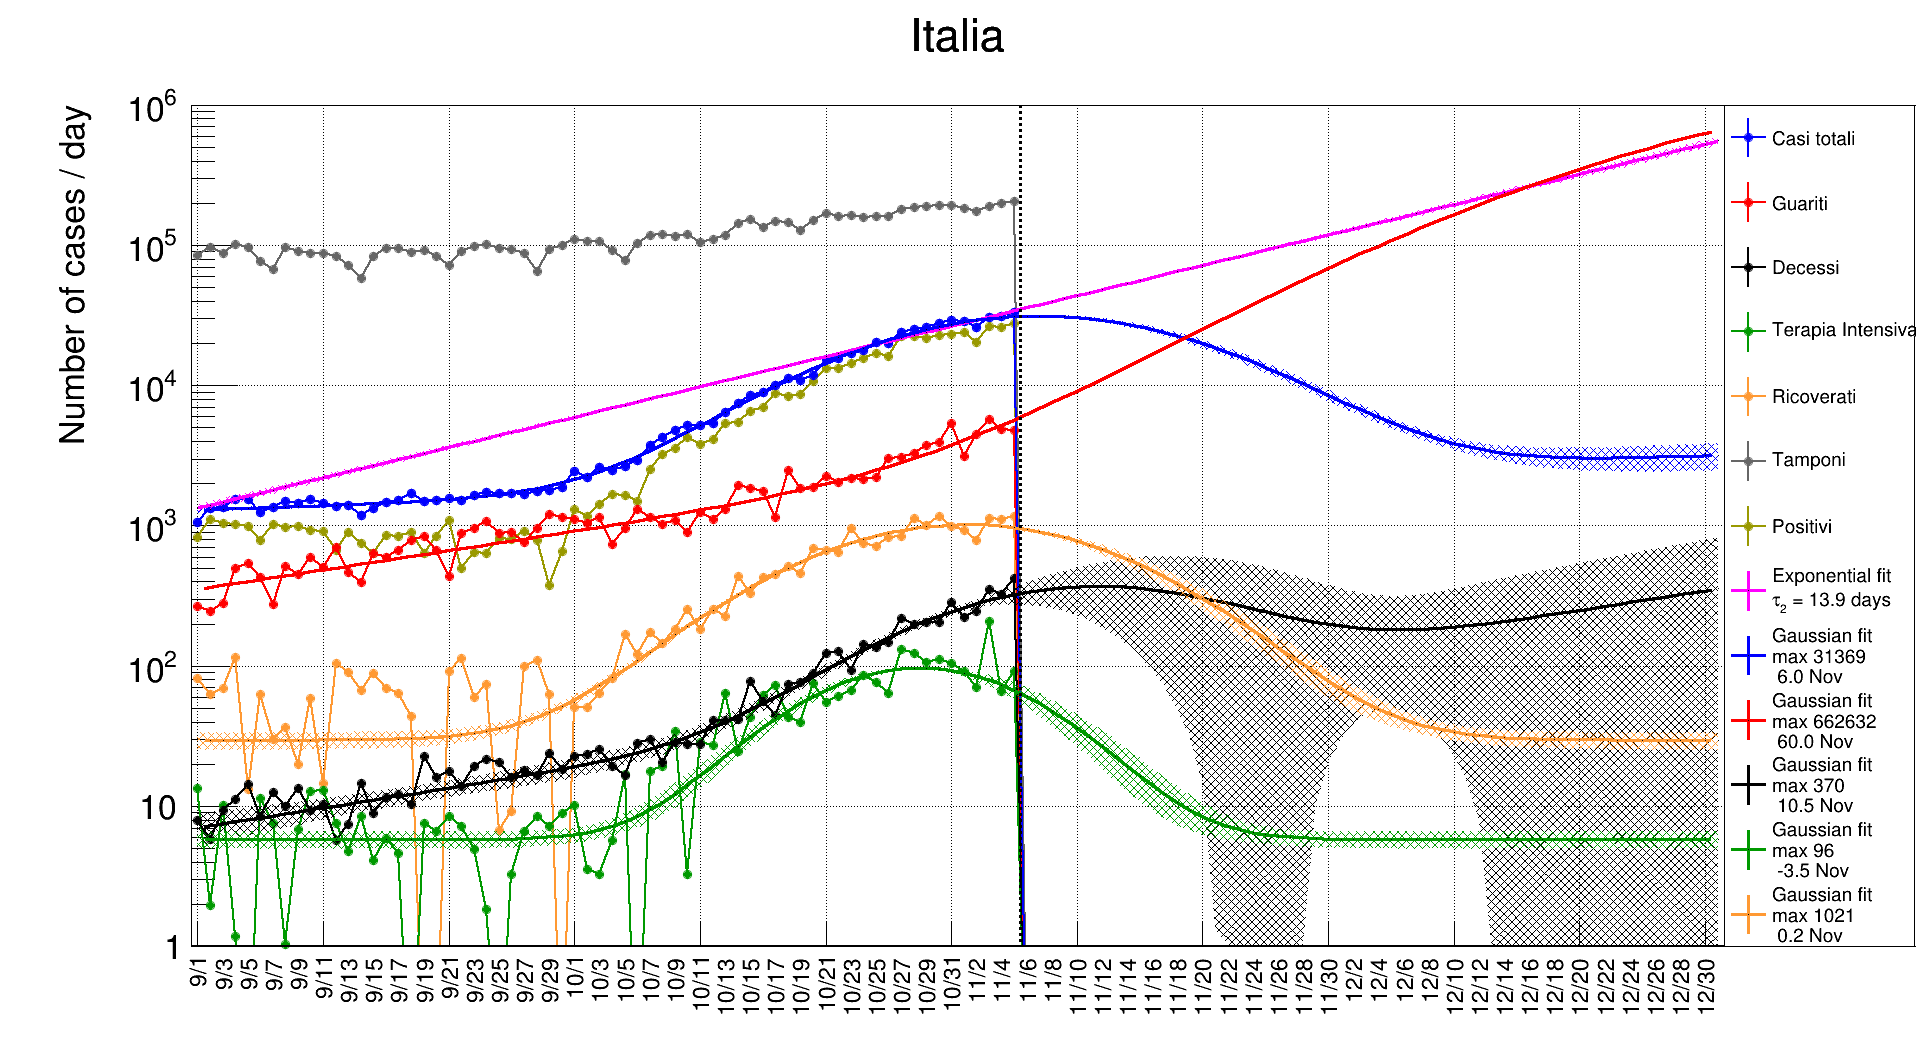 Italia
Number of cases / day
10^6
10^5
10^4
10^3
10^2
10
1
9/1 9/3 9/5 9/7 9/9 9/11 9/13 9/15 9/17 9/19 9/21 9/23 9/25 9/27 9/29 10/1 10/3 10/5 10/7 10/9 10/11 10/13 10/15 10/17 10/19 10/21 10/23 10/25 10/27 10/29 10/31 11/2 11/4 11/6 11/8 11/10 11/12 11/14 11/16 11/18 11/20 11/22 11/24 11/26 11/28 11/30 12/2 12/4 12/6 12/8 12/10 12/12 12/14 12/16 12/18 12/20 12/22 12/24 12/26 12/28 12/30
Casi totali
Guariti
Decessi
Terapia Intensiva
Ricoverati
Tamponi
Positivi
Exponential fit
τ2 = 13.9 days
Gaussian fit
max 31369
6.0 Nov
Gaussian fit
max 662632
60.0 Nov
Gaussian fit
max 370
10.5 Nov
Gaussian fit
max 96
-3.5 Nov
Gaussian fit
max 1021
0.2 Nov